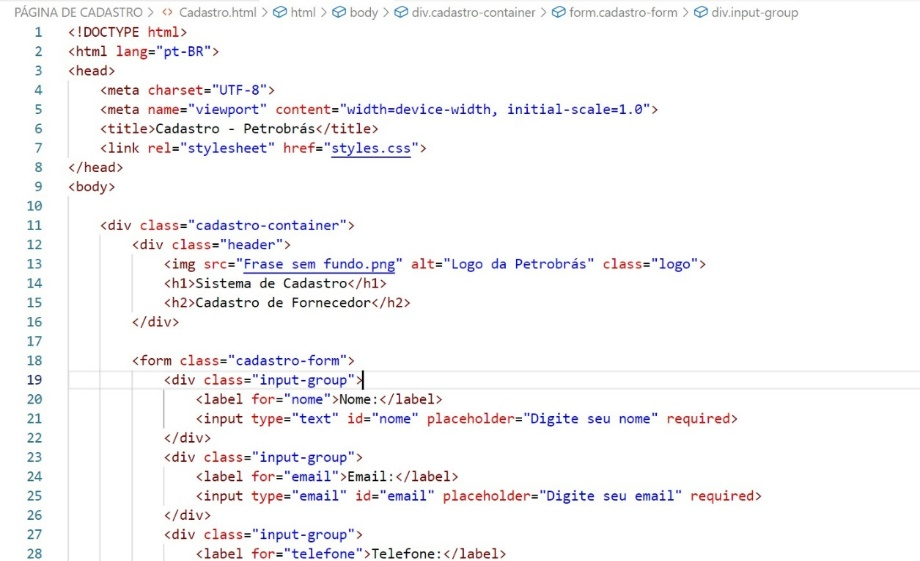 PÁGINA DE CADASTRO > <> Cadastro.html > html > body > div.cadastro-container > form.cadastro-form > div.input-group
1 <!DOCTYPE html>
2 <html lang="pt-BR">
3 <head>
4 <meta charset="UTF-8">
5 <meta name="viewport" content="width=device-width, initial-scale=1.0">
6 <title>Cadastro - Petrobrás</title>
7 <link rel="stylesheet" href="styles.css">
8 </head>
9 <body>
10
11 <div class="cadastro-container">
12 <div class="header">
13 <img src="Frase sem fundo.png" alt="Logo da Petrobrás" class="logo">
14 <h1>Sistema de Cadastro</h1>
15 <h2>Cadastro de Fornecedor</h2>
16 </div>
17
18 <form class="cadastro-form">
19 <div class="input-group">
20 <label for="nome">Nome:</label>
21 <input type="text" id="nome" placeholder="Digite seu nome" required>
22 </div>
23 <div class="input-group">
24 <label for="email">Email:</label>
25 <input type="email" id="email" placeholder="Digite seu email" required>
26 </div>
27 <div class="input-group">
28 <label for="telefone">Telefone:</label>